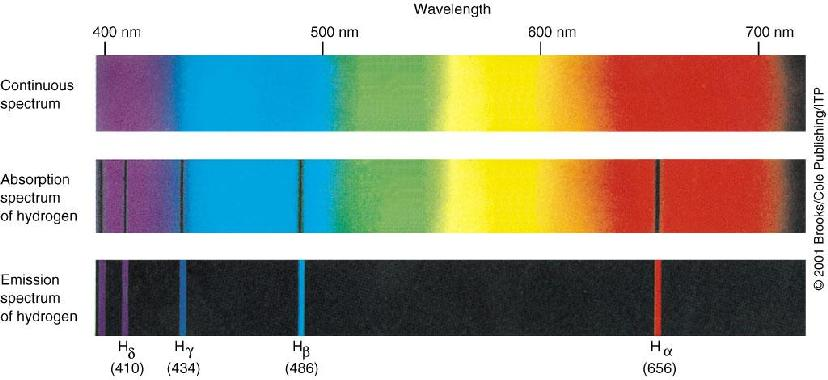 Wavelength
400 nm 500 nm 600 nm 700 nm
Continuous
spectrum
Absorption
spectrum
of hydrogen
Emission
spectrum
of hydrogen
Hδ Hγ Hβ Hα
(410) (434) (486) (656)
© 2001 Brooks/Cole Publishing/ITP